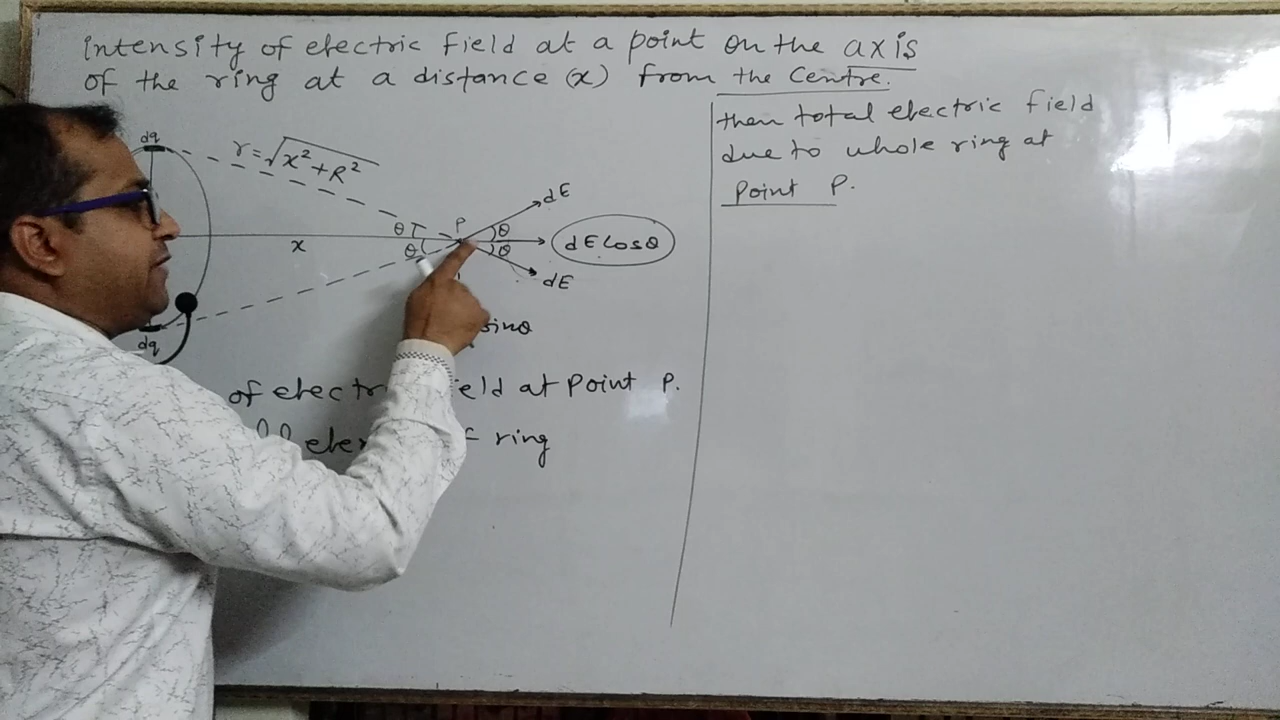 intensity of electric field at a point on the axis
of the ring at a distance (x) from the Centre.
then total electric field
due to whole ring at
Point P.
dq
r=√x²+R²
dE
P
θ
θ
x
θ
θ
dE Cosθ
dE
dq
sinθ
of electr eld at Point P.
ring